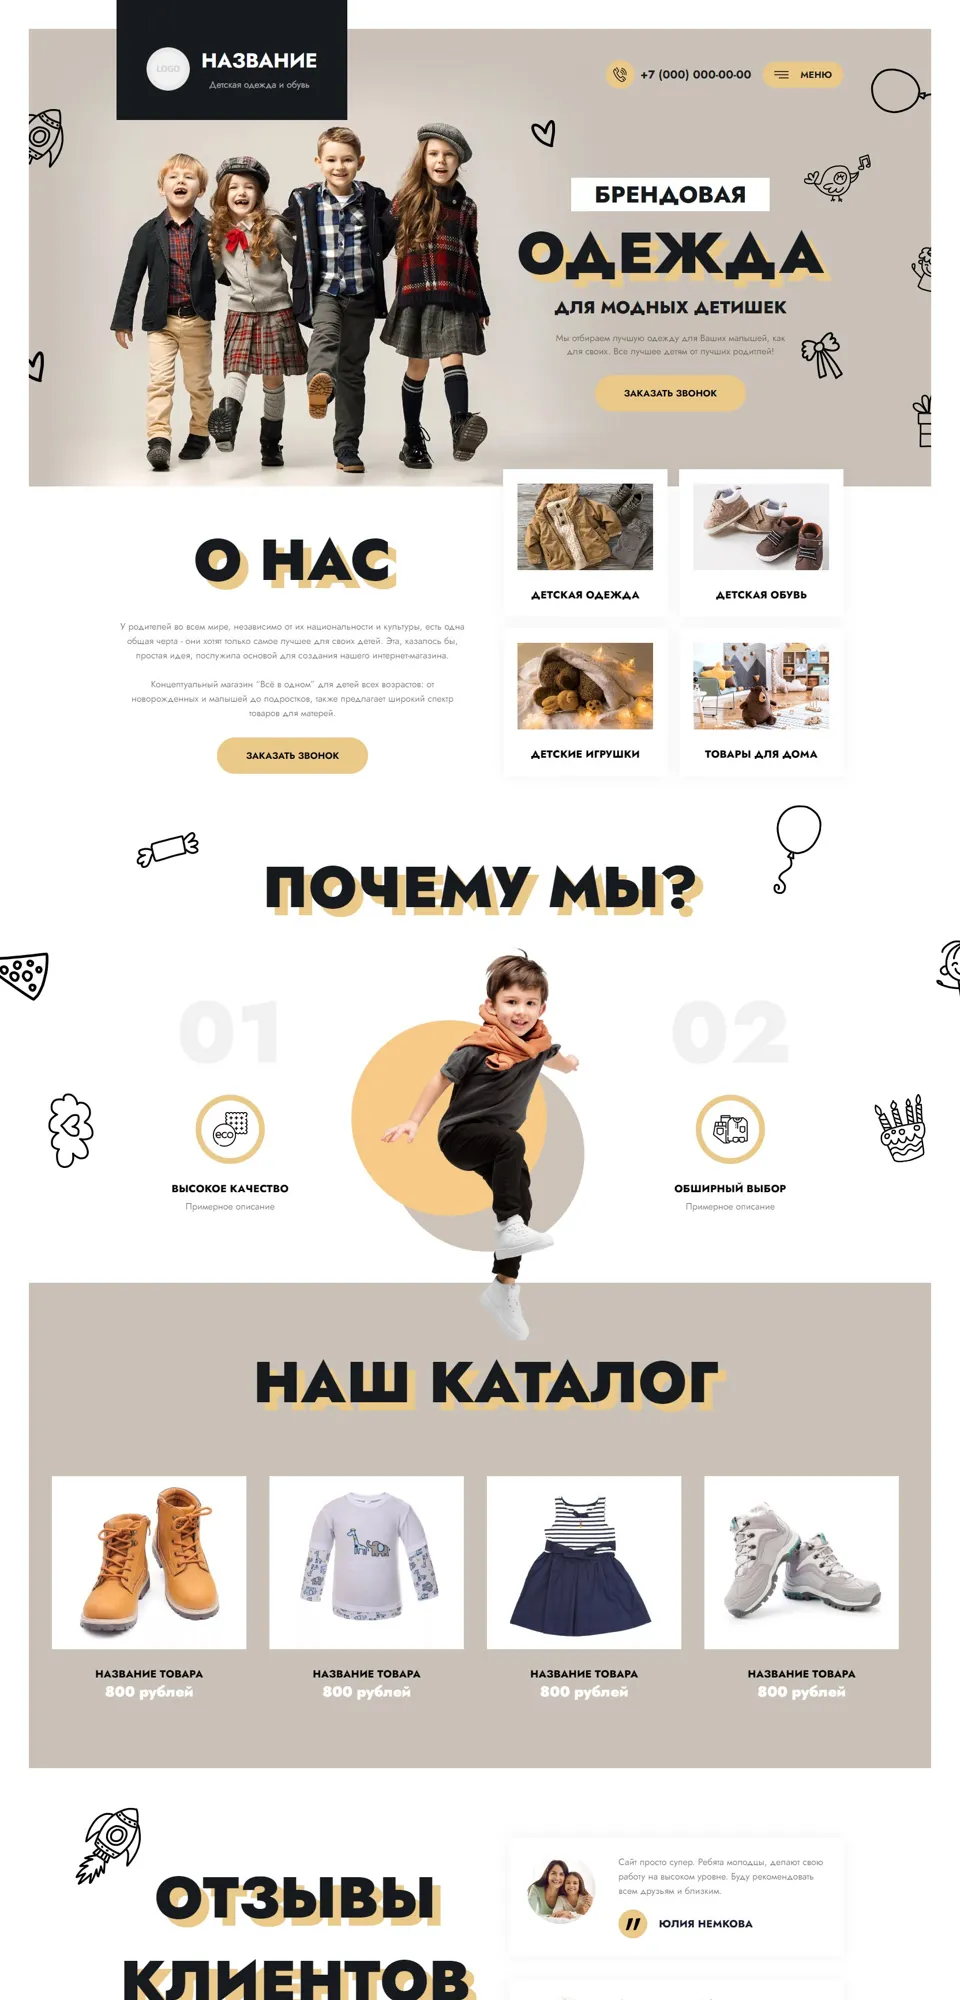 LOGO
НАЗВАНИЕ
Детская одежда и обувь
+7 (000) 000-00-00
МЕНЮ
БРЕНДОВАЯ
ОДЕЖДА
ДЛЯ МОДНЫХ ДЕТИШЕК
Мы отбираем лучшую одежду для Ваших малышей, как
для своих. Все лучшее детям от лучших родитлей!
ЗАКАЗАТЬ ЗВОНОК
О НАС
У родителей во всем мире, независимо от их национальности и культуры, есть одна
общая черта - они хотят только самое лучшее для своих детей. Эта, казалось бы,
простая идея, послужила основой для создания нашего интернет-магазина.
Концептуальный магазин "Всё в одном" для детей всех возрастов: от
новорожденных и малышей до подростков, также предлагает широкий спектр
товаров для матерей.
ЗАКАЗАТЬ ЗВОНОК
ДЕТСКАЯ ОДЕЖДА
ДЕТСКАЯ ОБУВЬ
ДЕТСКИЕ ИГРУШКИ
ТОВАРЫ ДЛЯ ДОМА
ПОЧЕМУ МЫ?
01
eco
ВЫСОКОЕ КАЧЕСТВО
Примерное описание
02
ОБШИРНЫЙ ВЫБОР
Примерное описание
НАШ КАТАЛОГ
НАЗВАНИЕ ТОВАРА
800 рублей
НАЗВАНИЕ ТОВАРА
800 рублей
НАЗВАНИЕ ТОВАРА
800 рублей
НАЗВАНИЕ ТОВАРА
800 рублей
ОТЗЫВЫ
КЛИЕНТОВ
Сайт просто супер. Ребята молодцы, делают свою
работу на высоком уровне. Буду рекомендовать
всем друзьям и близким.
ЮЛИЯ НЕМКОВА